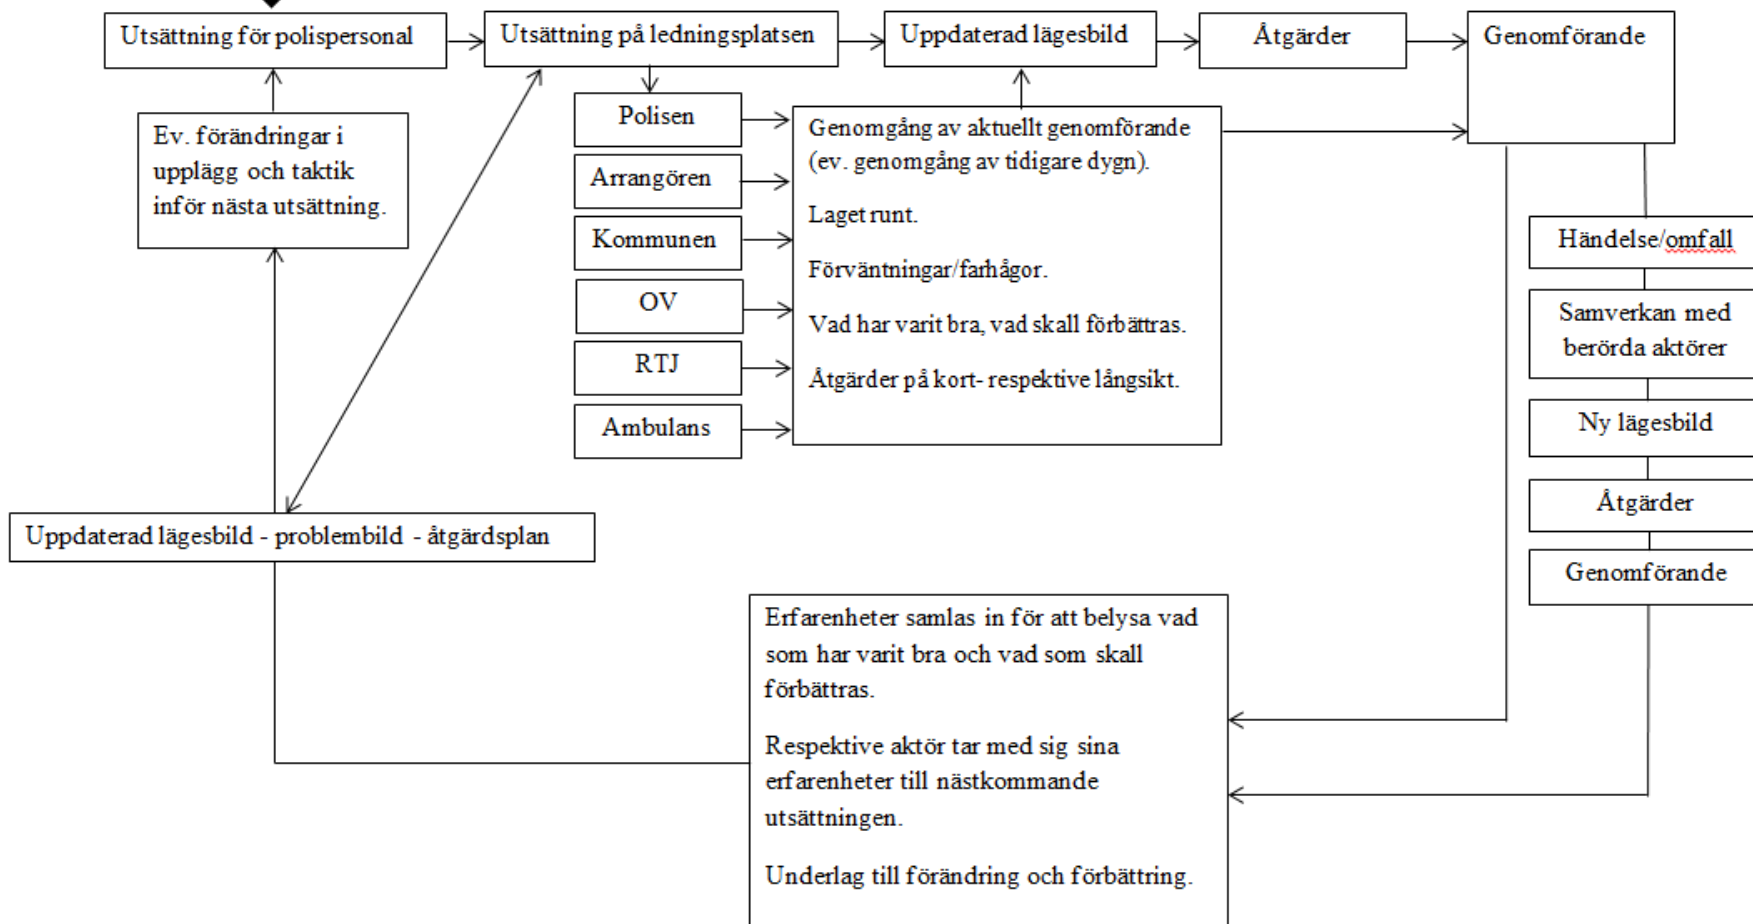 Utsättning för polispersonal
Utsättning på ledningsplatsen
Uppdaterad lägesbild
Åtgärder
Genomförande
Ev. förändringar i
upplägg och taktik
inför nästa utsättning.
Polisen
Arrangören
Kommunen
OV
RTJ
Ambulans
Genomgång av aktuellt genomförande
(ev. genomgång av tidigare dygn).
Laget runt.
Förväntningar/farhågor.
Vad har varit bra, vad skall förbättras.
Åtgärder på kort- respektive långsikt.
Händelse/omfall
Samverkan med
berörda aktörer
Ny lägesbild
Åtgärder
Genomförande
Uppdaterad lägesbild - problembild - åtgärdsplan
Erfarenheter samlas in för att belysa vad
som har varit bra och vad som skall
förbättras.
Respektive aktör tar med sig sina
erfarenheter till nästkommande
utsättningen.
Underlag till förändring och förbättring.